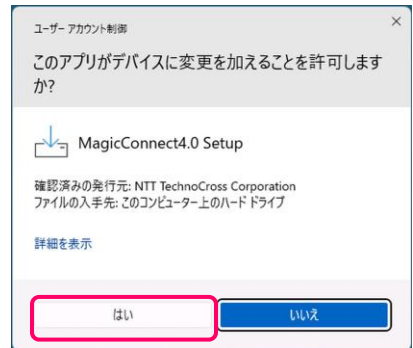 ユーザー アカウント制御
このアプリがデバイスに変更を加えることを許可します
か?
MagicConnect4.0 Setup
確認済みの発行元: NTT TechnoCross Corporation
ファイルの入手先: このコンピューター上のハード ドライブ
詳細を表示
はい
いいえ